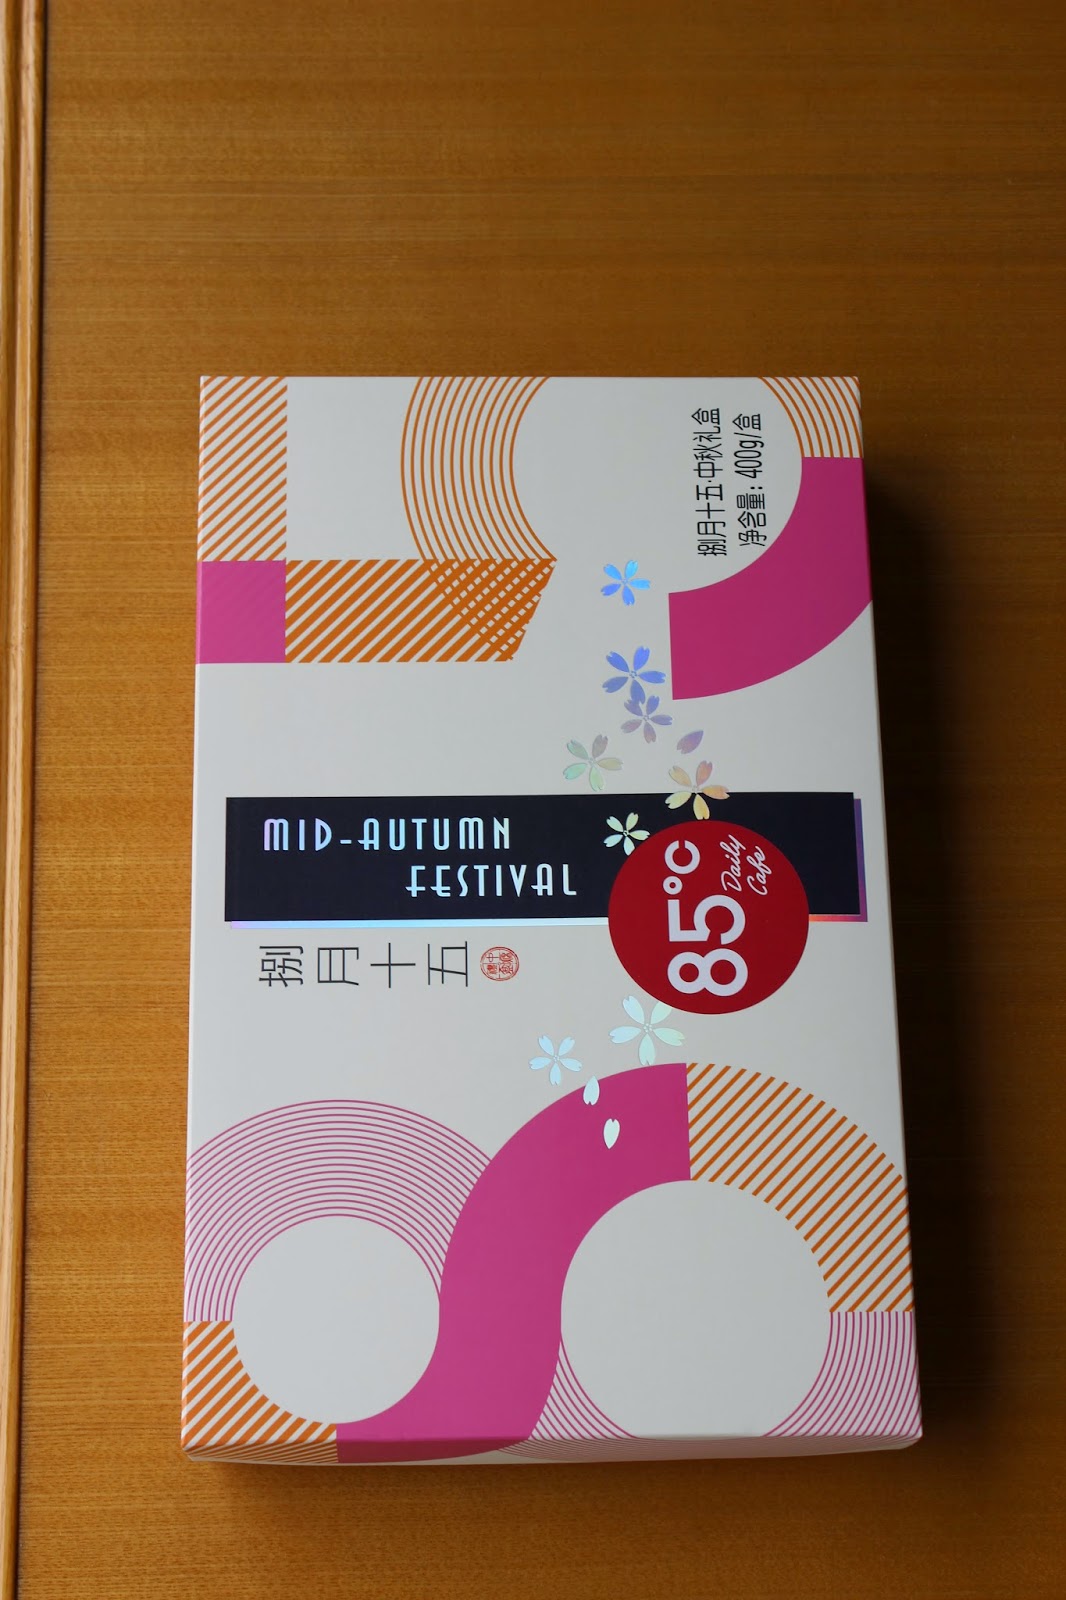 捌月十五·中秋礼盒
净含量：400g/盒
MID-AUTUMN
FESTIVAL
85°C
Daily
Cafe
捌月十五